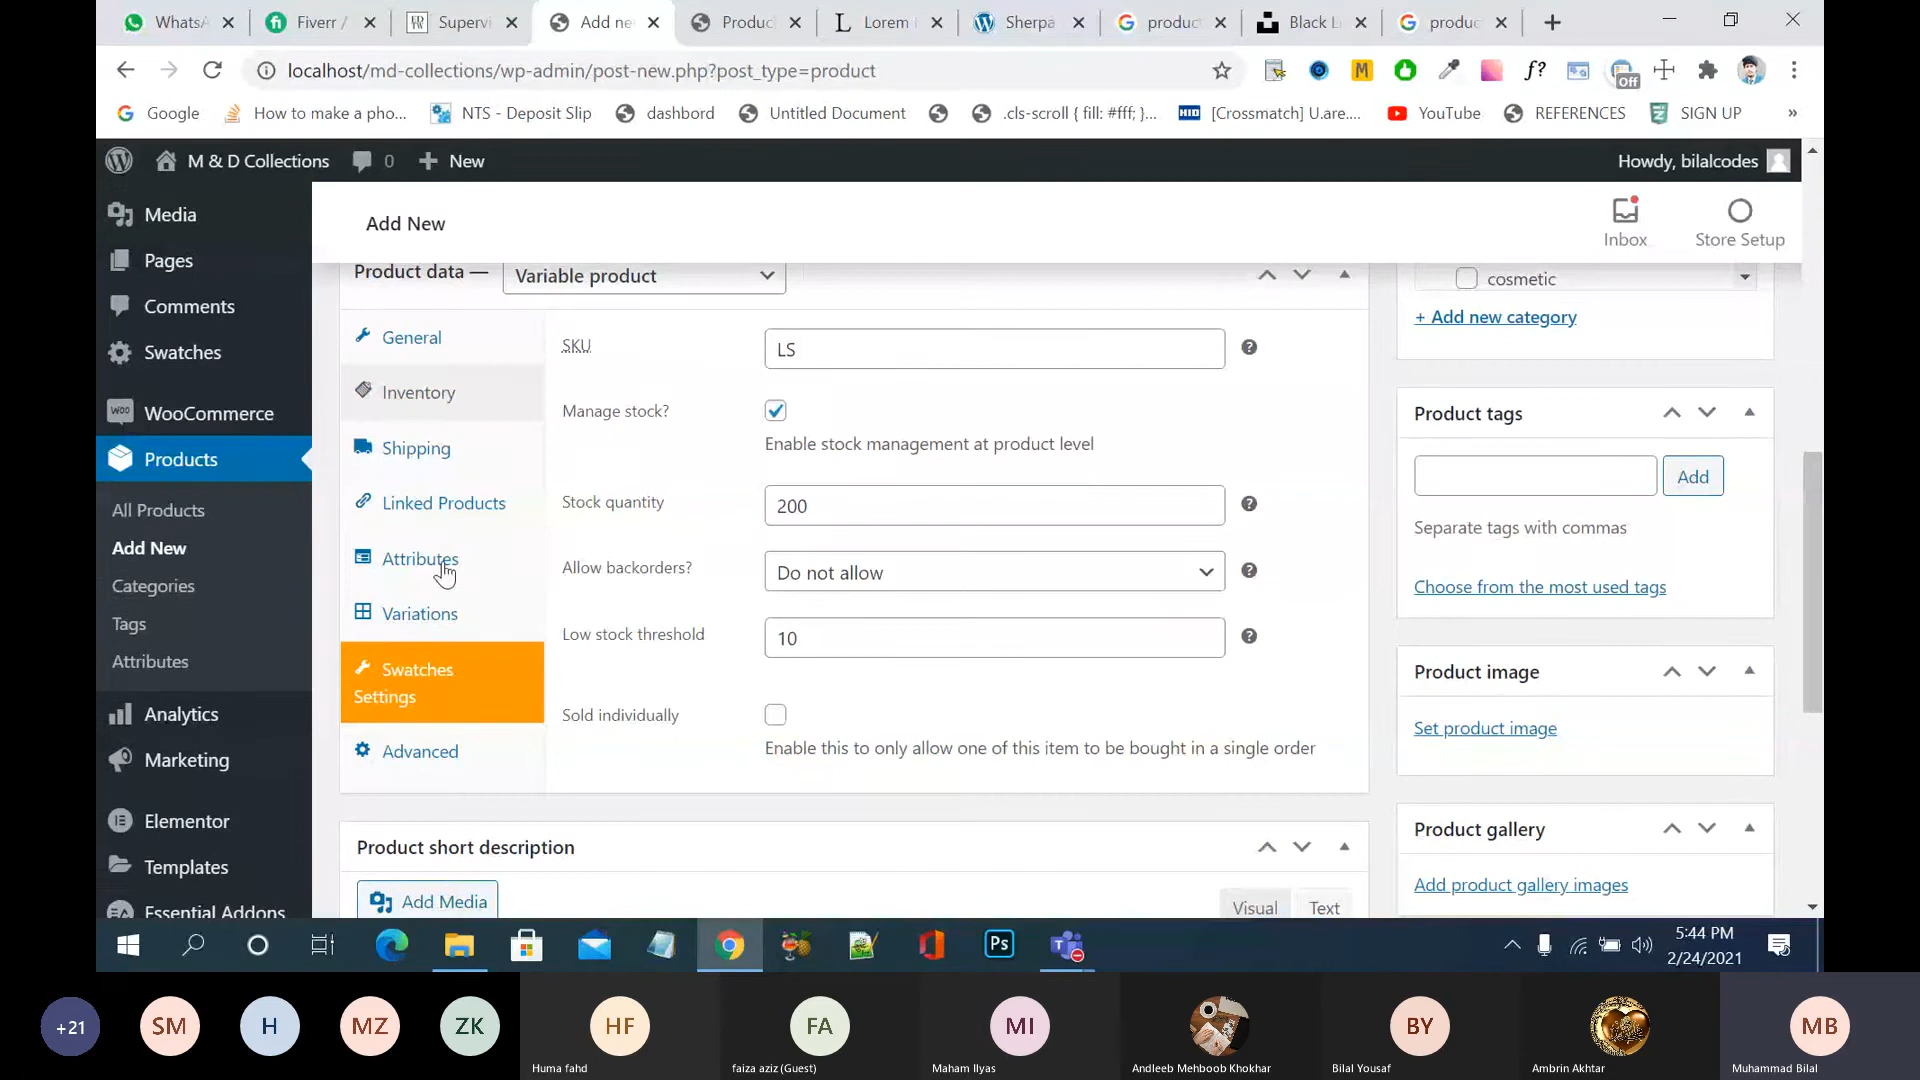 WhatsA
Fiverr /
Supervi
Add ne
Produc
Lorem
Sherpa
product
Black L
produc
localhost/md-collections/wp-admin/post-new.php?post_type=product
M
f?
Off
Google
How to make a pho...
NTS - Deposit Slip
dashbord
Untitled Document
.cls-scroll { fill: #fff; }...
HID
[Crossmatch] U.are....
YouTube
REFERENCES
SIGN UP
»
M & D Collections
0
New
Howdy, bilalcodes
Media
Pages
Comments
Swatches
WooCommerce
Products
All Products
Add New
Categories
Tags
Attributes
Analytics
Marketing
Elementor
Templates
Essential Addons
Add New
Inbox
Store Setup
Product data —
Variable product
General
Inventory
Shipping
Linked Products
Attributes
Variations
Swatches
Settings
Advanced
SKU
LS
Manage stock?
Enable stock management at product level
Stock quantity
200
Allow backorders?
Do not allow
Low stock threshold
10
Sold individually
Enable this to only allow one of this item to be bought in a single order
Product short description
Add Media
Visual
Text
cosmetic
+ Add new category
Product tags
Add
Separate tags with commas
Choose from the most used tags
Product image
Set product image
Product gallery
Add product gallery images
Ps
5:44 PM
2/24/2021
+21
SM
H
MZ
ZK
HF
Huma fahd
FA
faiza aziz (Guest)
MI
Maham Ilyas
Andleeb Mehboob Khokhar
BY
Bilal Yousaf
Ambrin Akhtar
MB
Muhammad Bilal